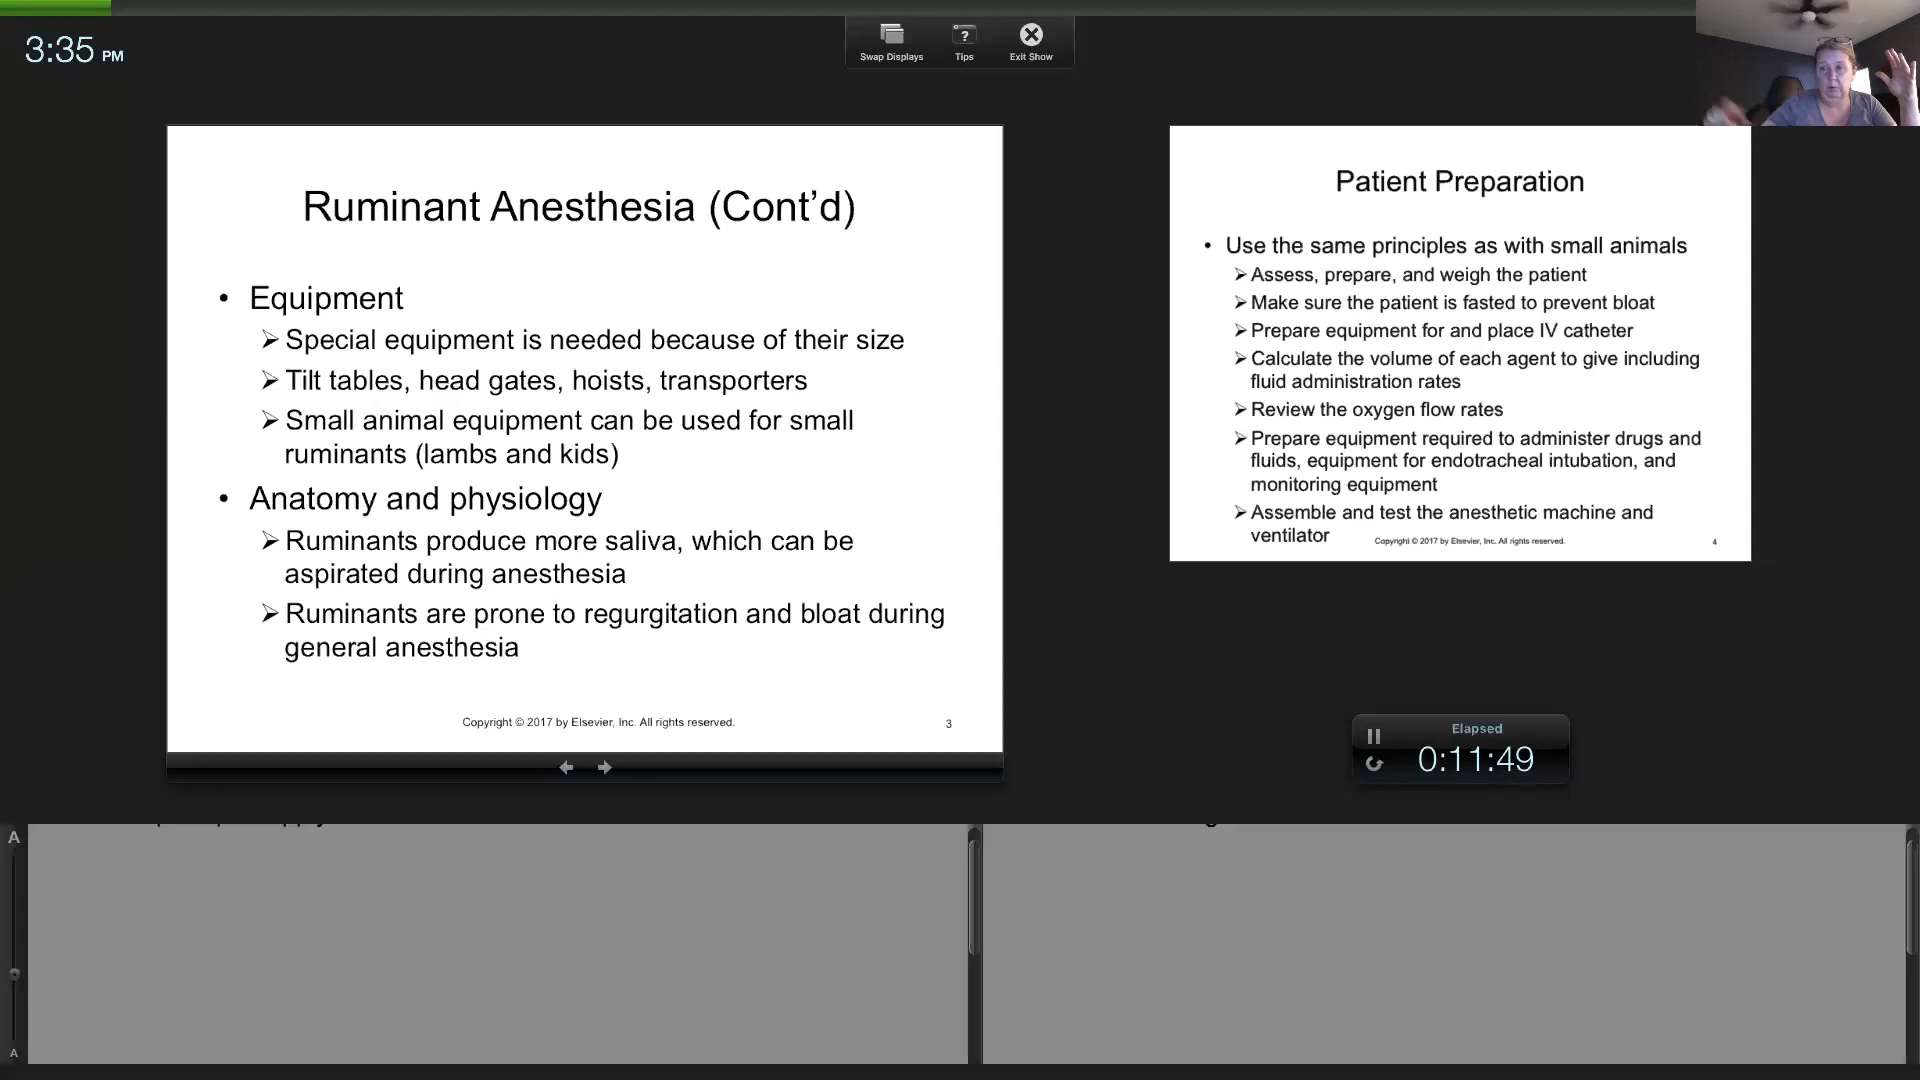 3:35 PM
Swap Displays
Tips
Exit Show
Ruminant Anesthesia (Cont’d)
• Equipment
➢ Special equipment is needed because of their size
➢ Tilt tables, head gates, hoists, transporters
➢ Small animal equipment can be used for small
ruminants (lambs and kids)
• Anatomy and physiology
➢ Ruminants produce more saliva, which can be
aspirated during anesthesia
➢ Ruminants are prone to regurgitation and bloat during
general anesthesia
Copyright © 2017 by Elsevier, Inc. All rights reserved.
3
Patient Preparation
• Use the same principles as with small animals
➢ Assess, prepare, and weigh the patient
➢ Make sure the patient is fasted to prevent bloat
➢ Prepare equipment for and place IV catheter
➢ Calculate the volume of each agent to give including
fluid administration rates
➢ Review the oxygen flow rates
➢ Prepare equipment required to administer drugs and
fluids, equipment for endotracheal intubation, and
monitoring equipment
➢ Assemble and test the anesthetic machine and
ventilator
Copyright © 2017 by Elsevier, Inc. All rights reserved.
4
Elapsed
0:11:49
A
A